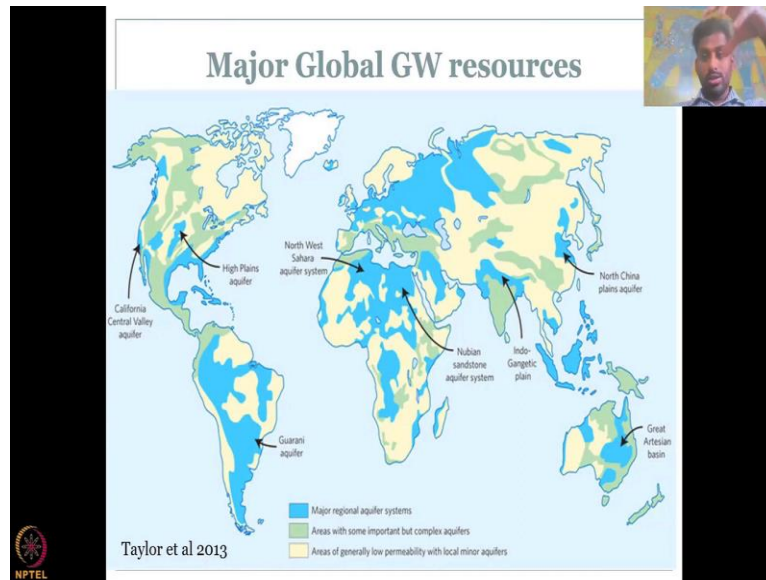 Major Global GW resources
North West
Sahara
aquifer system
High Plains
aquifer
California
Central Valley
aquifer
North China
plains aquifer
Nubian
sandstone
aquifer system
Indo-
Gangetic
plain
Guarani
aquifer
Great
Artesian
basin
Major regional aquifer systems
Areas with some important but complex aquifers
Areas of generally low permeability with local minor aquifers
Taylor et al 2013
NPTEL